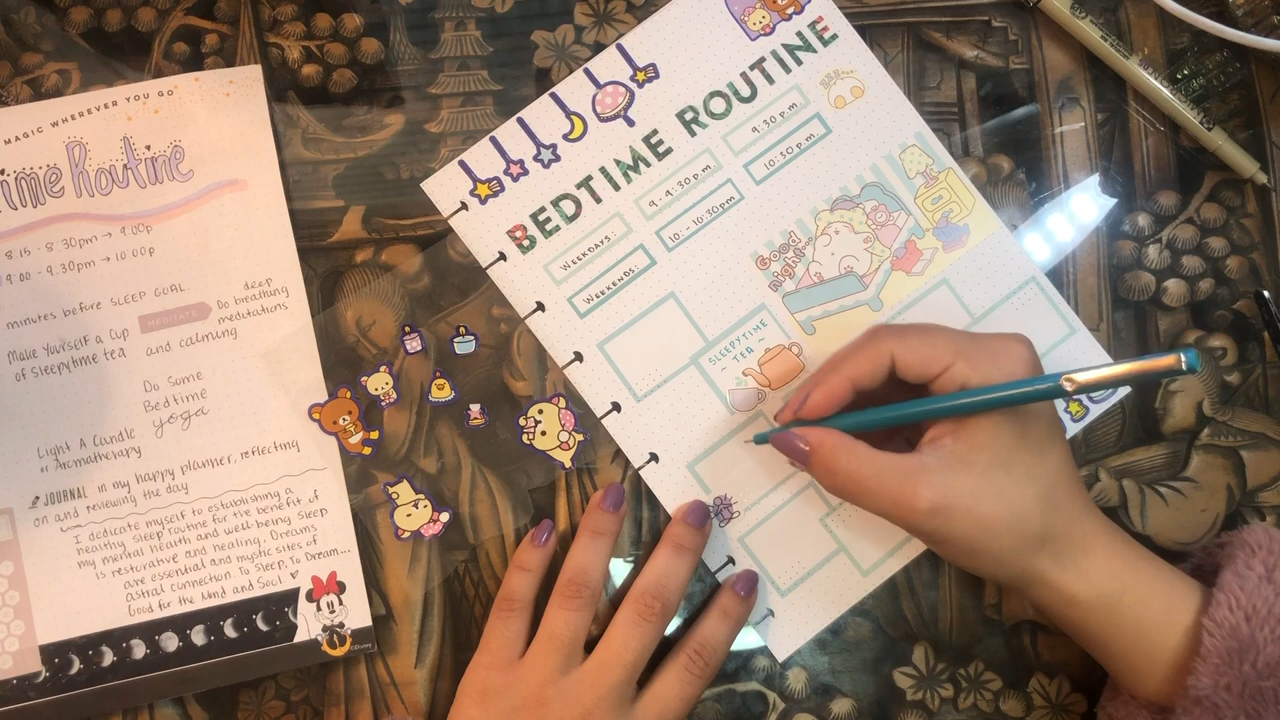 MAGIC WHEREVER YOU GO
time Routine
8:15 - 8:30pm → 9:00p
9:00 - 9:30pm → 10:00p
minutes before SLEEP GOAL.
MEDITATE
deep
Do breathing
meditations
and calming
Make Yourself a Cup
of Sleepytime tea
Do some
Bedtime
yoga
Light A Candle
or Aromatherapy
JOURNAL in my happy planner, reflecting
on and reviewing the day
I dedicate myself to establishing a
healthy sleep routine for the benefit of
my mental health and well-being. Sleep
is restorative and healing. Dreams
are essential and mystic sites of
astral connection. To Sleep, To Dream...
Good for the Mind and Soul ♡
©Disney
BEDTIME ROUTINE
WEEKDAYS: 9-9:30p.m. 9:30 p.m.
WEEKENDS: 10:-10:30pm 10:30 p.m.
Good
night
SLEEPYTIME
~ TEA ~